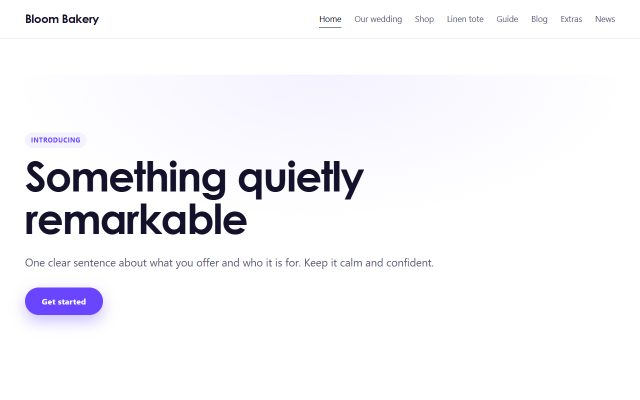 Bloom Bakery
Home Our wedding Shop Linen tote Guide Blog Extras News
INTRODUCING
Something quietly
remarkable
One clear sentence about what you offer and who it is for. Keep it calm and confident.
Get started